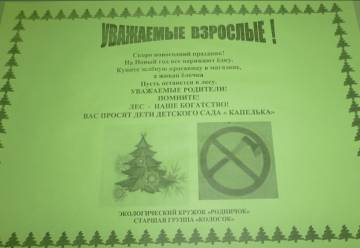 УВАЖАЕМЫЕ ВЗРОСЛЫЕ !
Скоро новогодний праздник!
На Новый год все наряжают ёлку.
Купите зелёную красавицу в магазине,
а живая ёлочка
Пусть останется в лесу.
УВАЖАЕМЫЕ РОДИТЕЛИ!
ПОМНИТЕ!
ЛЕС - НАШЕ БОГАТСТВО!
ВАС ПРОСЯТ ДЕТИ ДЕТСКОГО САДА « КАПЕЛЬКА»
ЭКОЛОГИЧЕСКИЙ КРУЖОК «РОДНИЧОК»
СТАРШАЯ ГРУППА «КОЛОСОК»